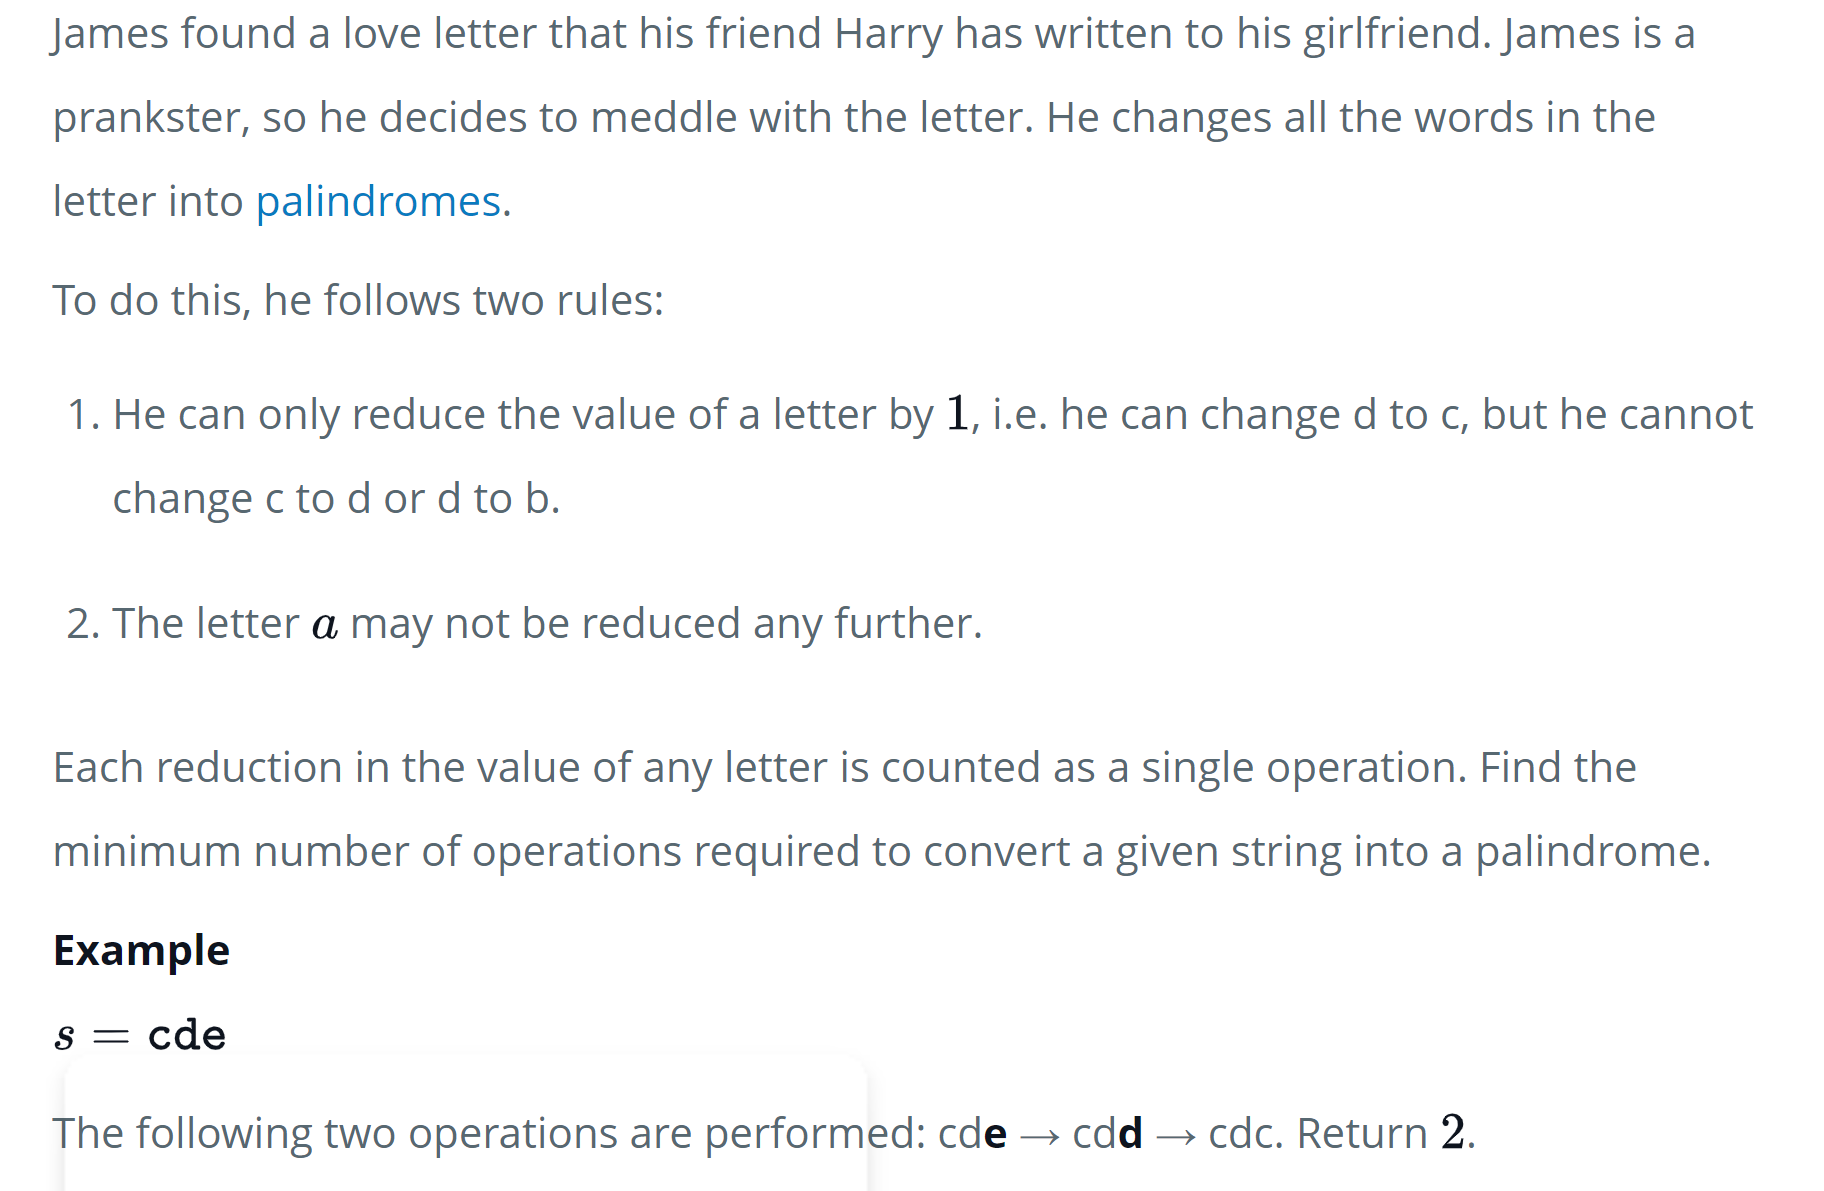 James found a love letter that his friend Harry has written to his girlfriend. James is a
prankster, so he decides to meddle with the letter. He changes all the words in the
letter into palindromes.
To do this, he follows two rules:
1. He can only reduce the value of a letter by 1, i.e. he can change d to c, but he cannot
change c to d or d to b.
2. The letter a may not be reduced any further.
Each reduction in the value of any letter is counted as a single operation. Find the
minimum number of operations required to convert a given string into a palindrome.
Example
s = cde
The following two operations are performed: cde → cdd → cdc. Return 2.